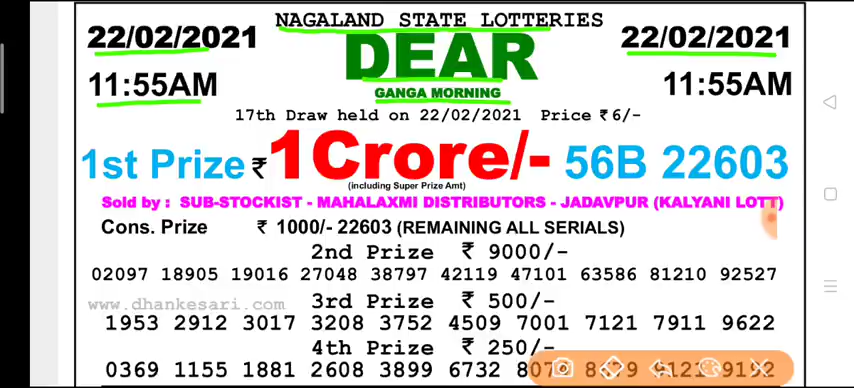 NAGALAND STATE LOTTERIES
22/02/2021 DEAR 22/02/2021
11:55AM GANGA MORNING 11:55AM
17th Draw held on 22/02/2021 Price ₹6/-
1st Prize ₹1Crore/- 56B 22603
(including Super Prize Amt)
Sold by : SUB-STOCKIST - MAHALAXMI DISTRIBUTORS - JADAVPUR (KALYANI LOTT)
Cons. Prize ₹ 1000/- 22603 (REMAINING ALL SERIALS)
2nd Prize ₹ 9000/-
02097 18905 19016 27048 38797 42119 47101 63586 81210 92527
www.dhankesari.com
3rd Prize ₹ 500/-
1953 2912 3017 3208 3752 4509 7001 7121 7911 9622
4th Prize ₹ 250/-
0369 1155 1881 2608 3899 6732